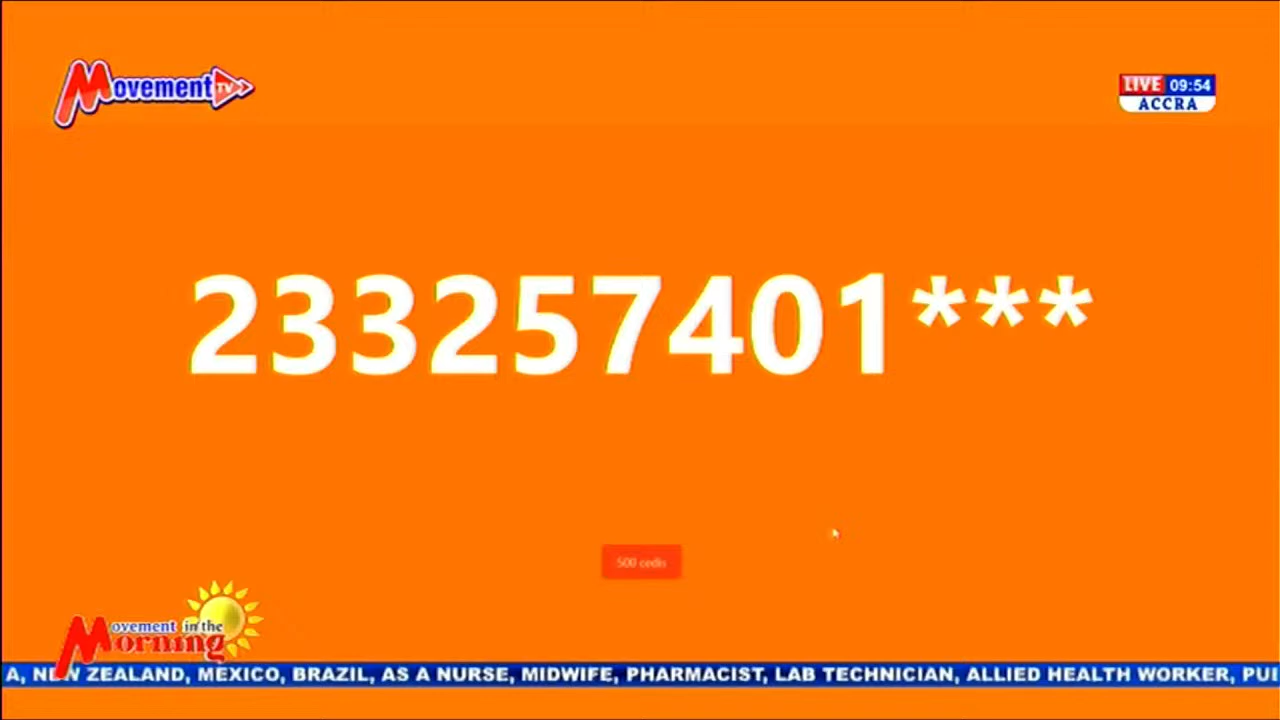 Movement TV
LIVE 09:54
ACCRA
233257401***
500 cedis
Movement in the
Morning
A, NEW ZEALAND, MEXICO, BRAZIL, AS A NURSE, MIDWIFE, PHARMACIST, LAB TECHNICIAN, ALLIED HEALTH WORKER, PUI